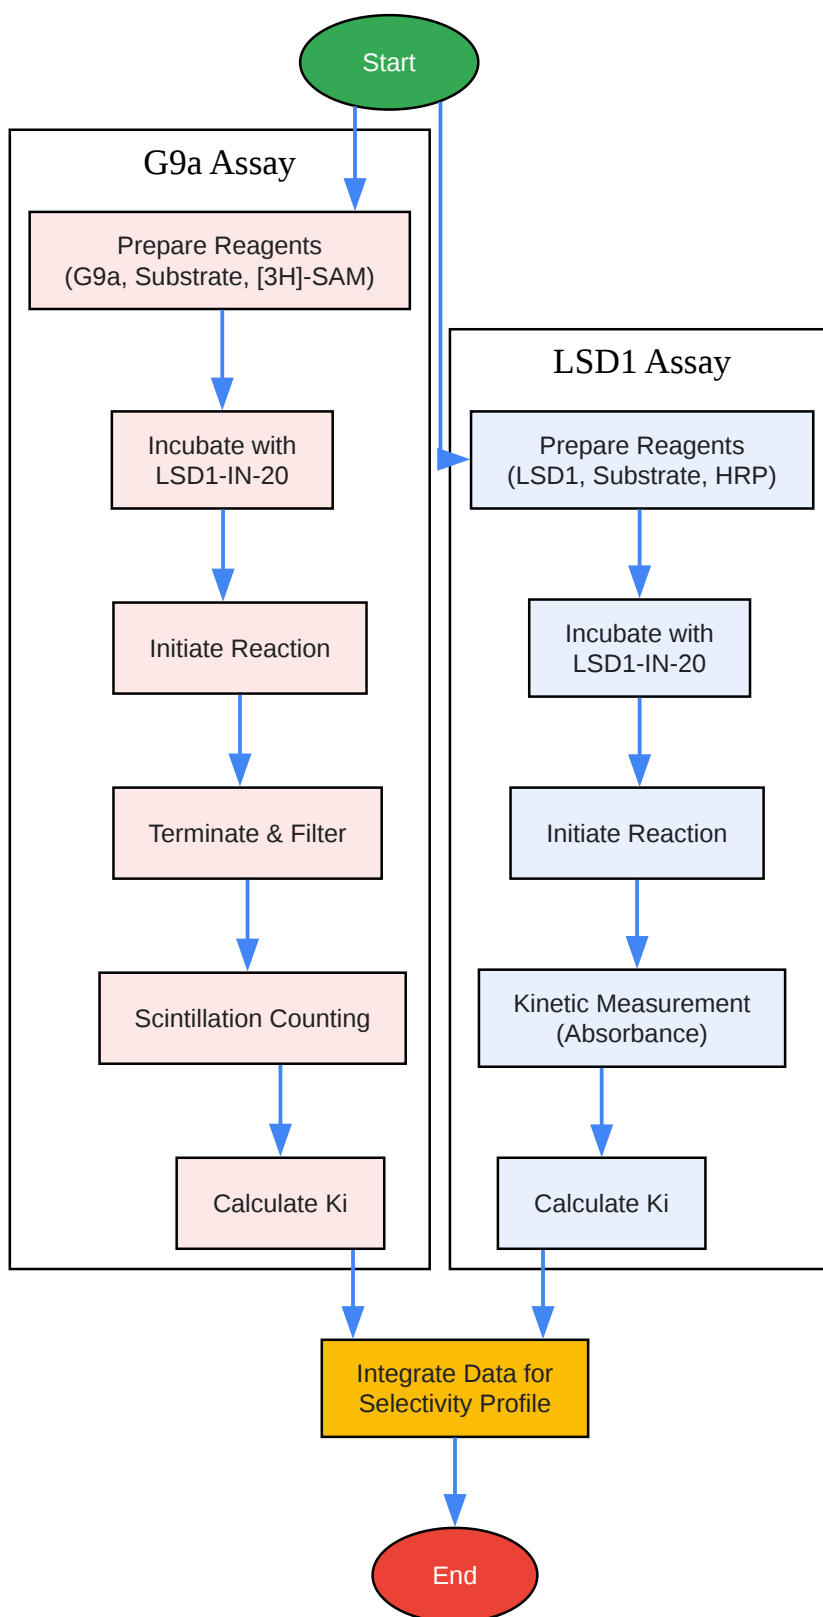 Start
G9a Assay
Prepare Reagents
(G9a, Substrate, [3H]-SAM)
Incubate with
LSD1-IN-20
Initiate Reaction
Terminate & Filter
Scintillation Counting
Calculate Ki
LSD1 Assay
Prepare Reagents
(LSD1, Substrate, HRP)
Incubate with
LSD1-IN-20
Initiate Reaction
Kinetic Measurement
(Absorbance)
Calculate Ki
Integrate Data for
Selectivity Profile
End